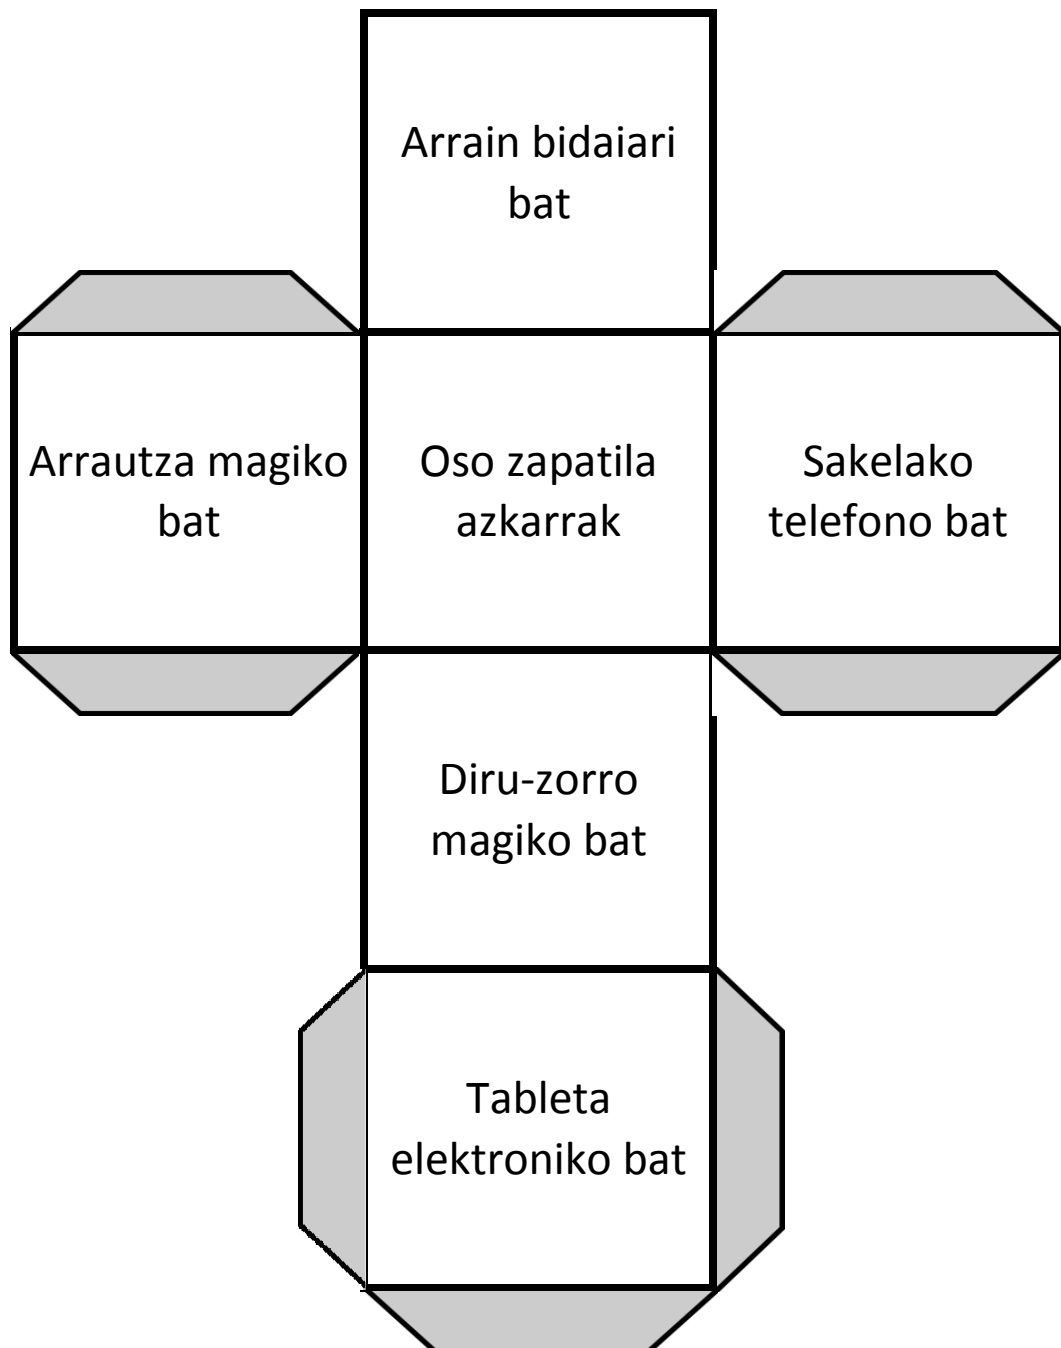 Arrain bidaiari
bat
Arrautza magiko
bat
Oso zapatila
azkarrak
Sakelako
telefono bat
Diru-zorro
magiko bat
Tableta
elektroniko bat